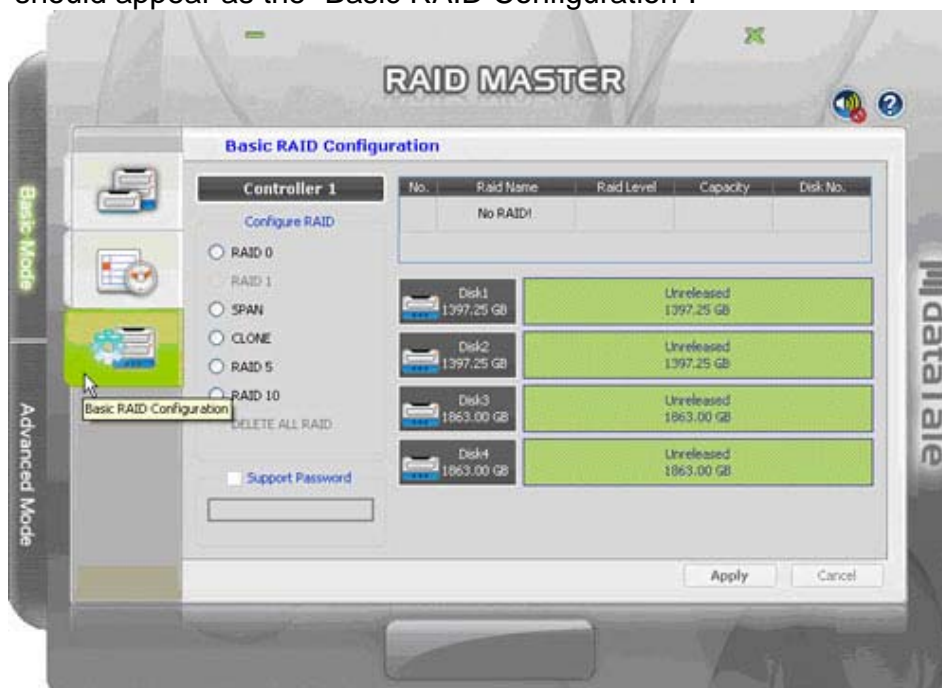 should appear as the "Basic RAID Configuration".
RAID MASTER
Basic RAID Configuration
Basic Mode
Advanced Mode
Controller 1
Configure RAID
RAID 0
RAID 1
SPAN
CLONE
RAID 5
RAID 10
DELETE ALL RAID
Basic RAID Configuration
Support Password
No. Raid Name Raid Level Capacity Disk No.
No RAID!
Disk1
1397.25 GB
Unreleased
1397.25 GB
Disk2
1397.25 GB
Unreleased
1397.25 GB
Disk3
1863.00 GB
Unreleased
1863.00 GB
Disk4
1863.00 GB
Unreleased
1863.00 GB
Apply Cancel
dataTale